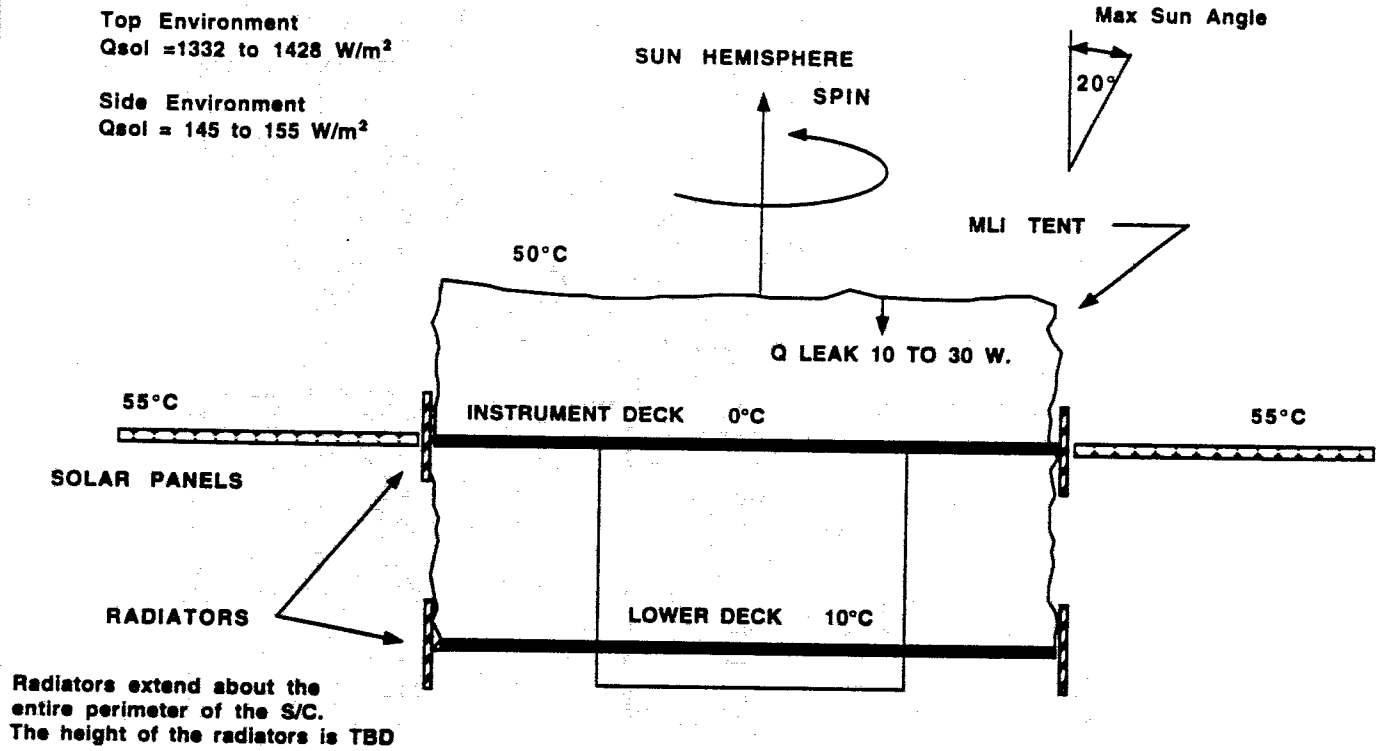 Top Environment
Qsol =1332 to 1428 W/m²
Side Environment
Qsol = 145 to 155 W/m²
SUN HEMISPHERE
SPIN
Max Sun Angle
20°
MLI TENT
50°C
Q LEAK 10 TO 30 W.
55°C
INSTRUMENT DECK 0°C
55°C
SOLAR PANELS
RADIATORS
LOWER DECK 10°C
Radiators extend about the
entire perimeter of the S/C.
The height of the radiators is TBD